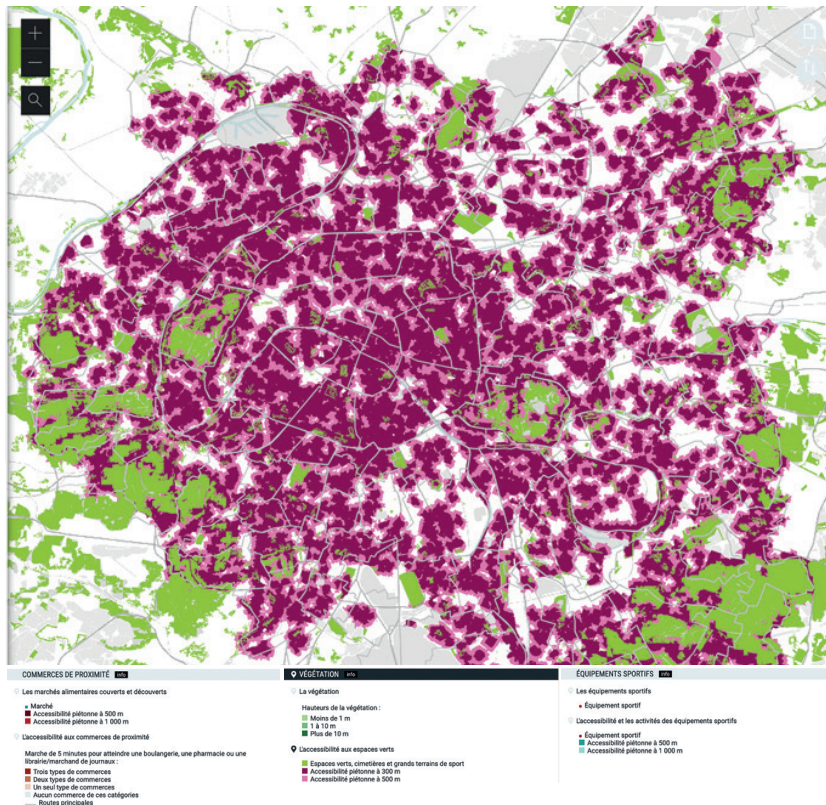 COMMERCES DE PROXIMITÉ info
Les marchés alimentaires couverts et découverts
Marché
Accessibilité piétonne à 500 m
Accessibilité piétonne à 1 000 m
L'accessibilité aux commerces de proximité
Marche de 5 minutes pour atteindre une boulangerie, une pharmacie ou une
librairie/marchand de journaux :
Trois types de commerces
Deux types de commerces
Un seul type de commerces
Aucun commerce de ces catégories
Routes principales
VÉGÉTATION info
La végétation
Hauteurs de la végétation :
Moins de 1 m
1 à 10 m
Plus de 10 m
L'accessibilité aux espaces verts
Espaces verts, cimetières et grands terrains de sport
Accessibilité piétonne à 300 m
Accessibilité piétonne à 500 m
ÉQUIPEMENTS SPORTIFS info
Les équipements sportifs
Équipement sportif
L'accessibilité et les activités des équipements sportifs
Équipement sportif
Accessibilité piétonne à 500 m
Accessibilité piétonne à 1 000 m